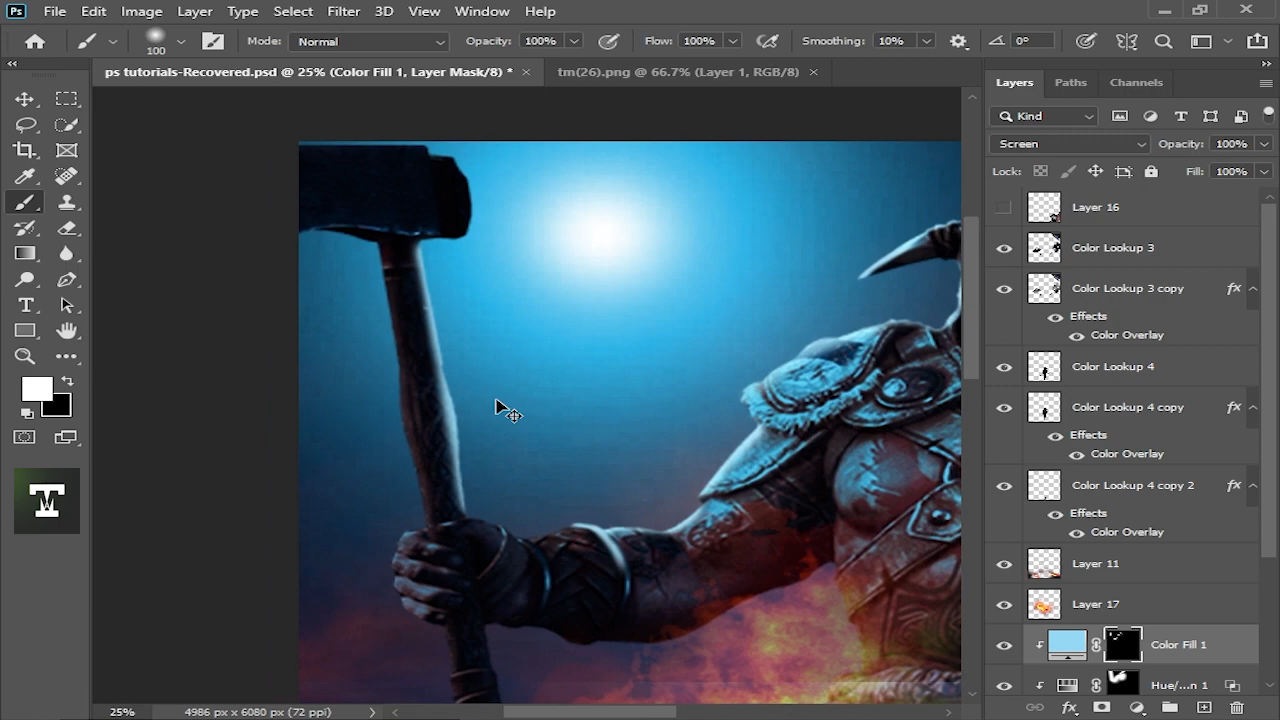 Ps File Edit Image Layer Type Select Filter 3D View Window Help
100 Mode: Normal Opacity: 100% Flow: 100% Smoothing: 10% 0°
ps tutorials-Recovered.psd @ 25% (Color Fill 1, Layer Mask/8) * × tm(26).png @ 66.7% (Layer 1, RGB/8) ×
Layers Paths Channels
Kind
Screen Opacity: 100%
Lock: Fill: 100%
Layer 16
Color Lookup 3
Color Lookup 3 copy fx
Effects
Color Overlay
Color Lookup 4
Color Lookup 4 copy fx
Effects
Color Overlay
Color Lookup 4 copy 2 fx
Effects
Color Overlay
Layer 11
Layer 17
Color Fill 1
Hue/...n 1
fx
25% 4986 px x 6080 px (72 ppi)